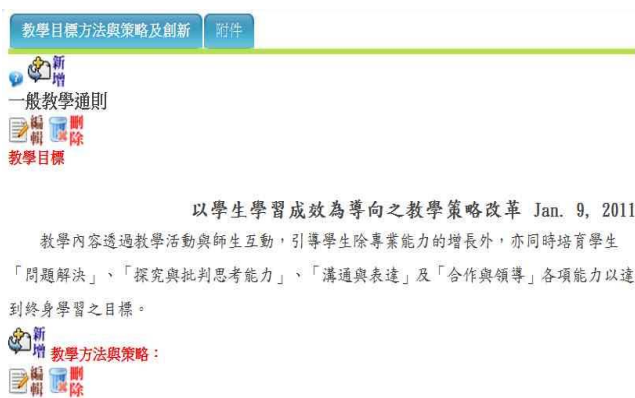 教學目標方法與策略及創新 附件
新增
一般教學通則
編輯 刪除
教學目標
以學生學習成效為導向之教學策略改革 Jan. 9, 2011
教學內容透過教學活動與師生互動，引導學生除專業能力的增長外，亦同時培育學生
「問題解決」、「探究與批判思考能力」、「溝通與表達」及「合作與領導」各項能力以達
到終身學習之目標。
新增 教學方法與策略：
編輯 刪除